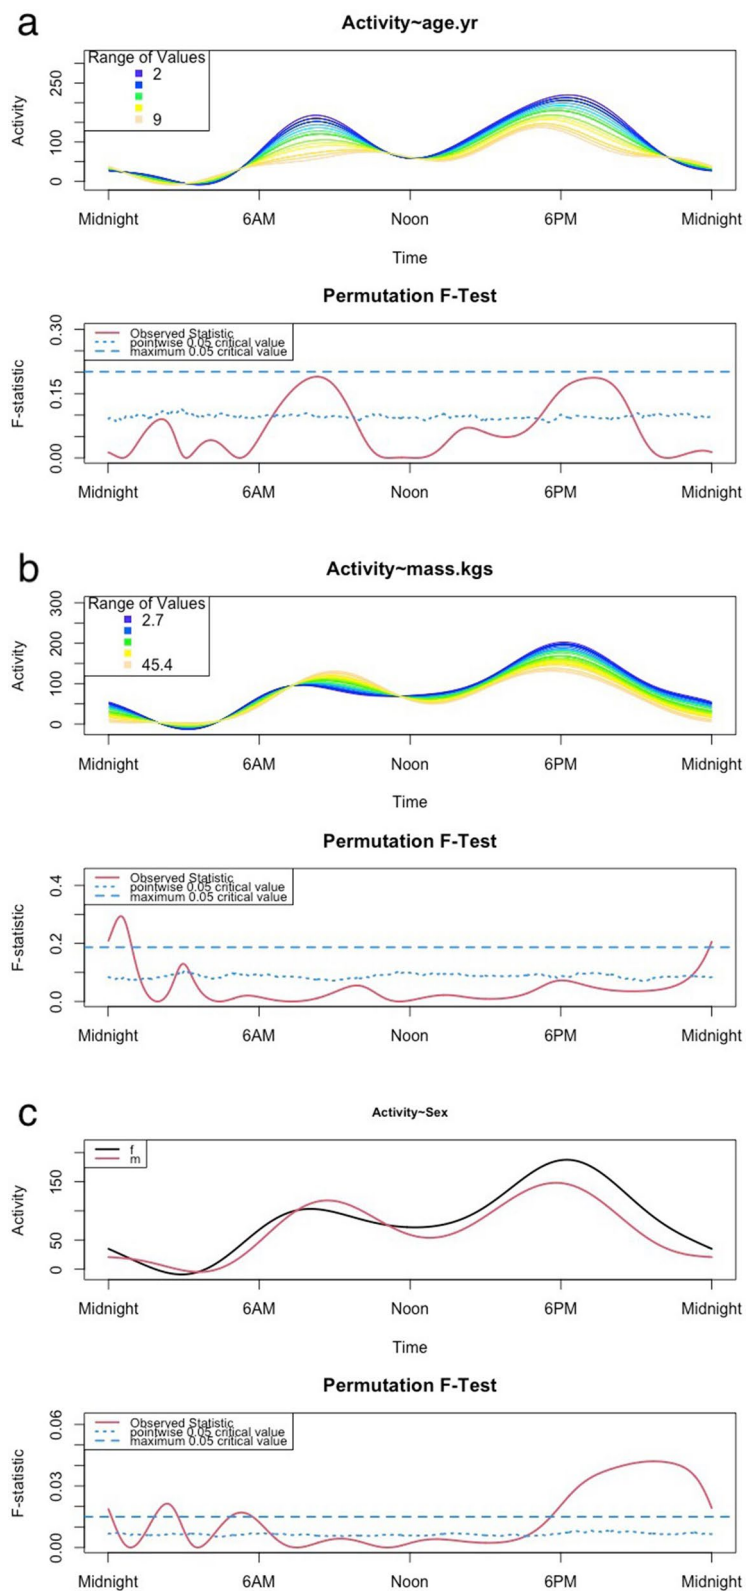 a
Activity~age.yr
Range of Values
2
9
Activity
250
100
0
Midnight 6AM Noon 6PM Midnight
Time
Permutation F-Test
Observed Statistic
pointwise 0.05 critical value
maximum 0.05 critical value
F-statistic
0.30
0.15
0.00
Midnight 6AM Noon 6PM Midnight
b
Activity~mass.kgs
Range of Values
2.7
45.4
Activity
300
200
100
0
Midnight 6AM Noon 6PM Midnight
Time
Permutation F-Test
Observed Statistic
pointwise 0.05 critical value
maximum 0.05 critical value
F-statistic
0.4
0.2
0.0
Midnight 6AM Noon 6PM Midnight
c
Activity~Sex
f
m
Activity
150
50
0
Midnight 6AM Noon 6PM Midnight
Time
Permutation F-Test
Observed Statistic
pointwise 0.05 critical value
maximum 0.05 critical value
F-statistic
0.06
0.03
0.00
Midnight 6AM Noon 6PM Midnight